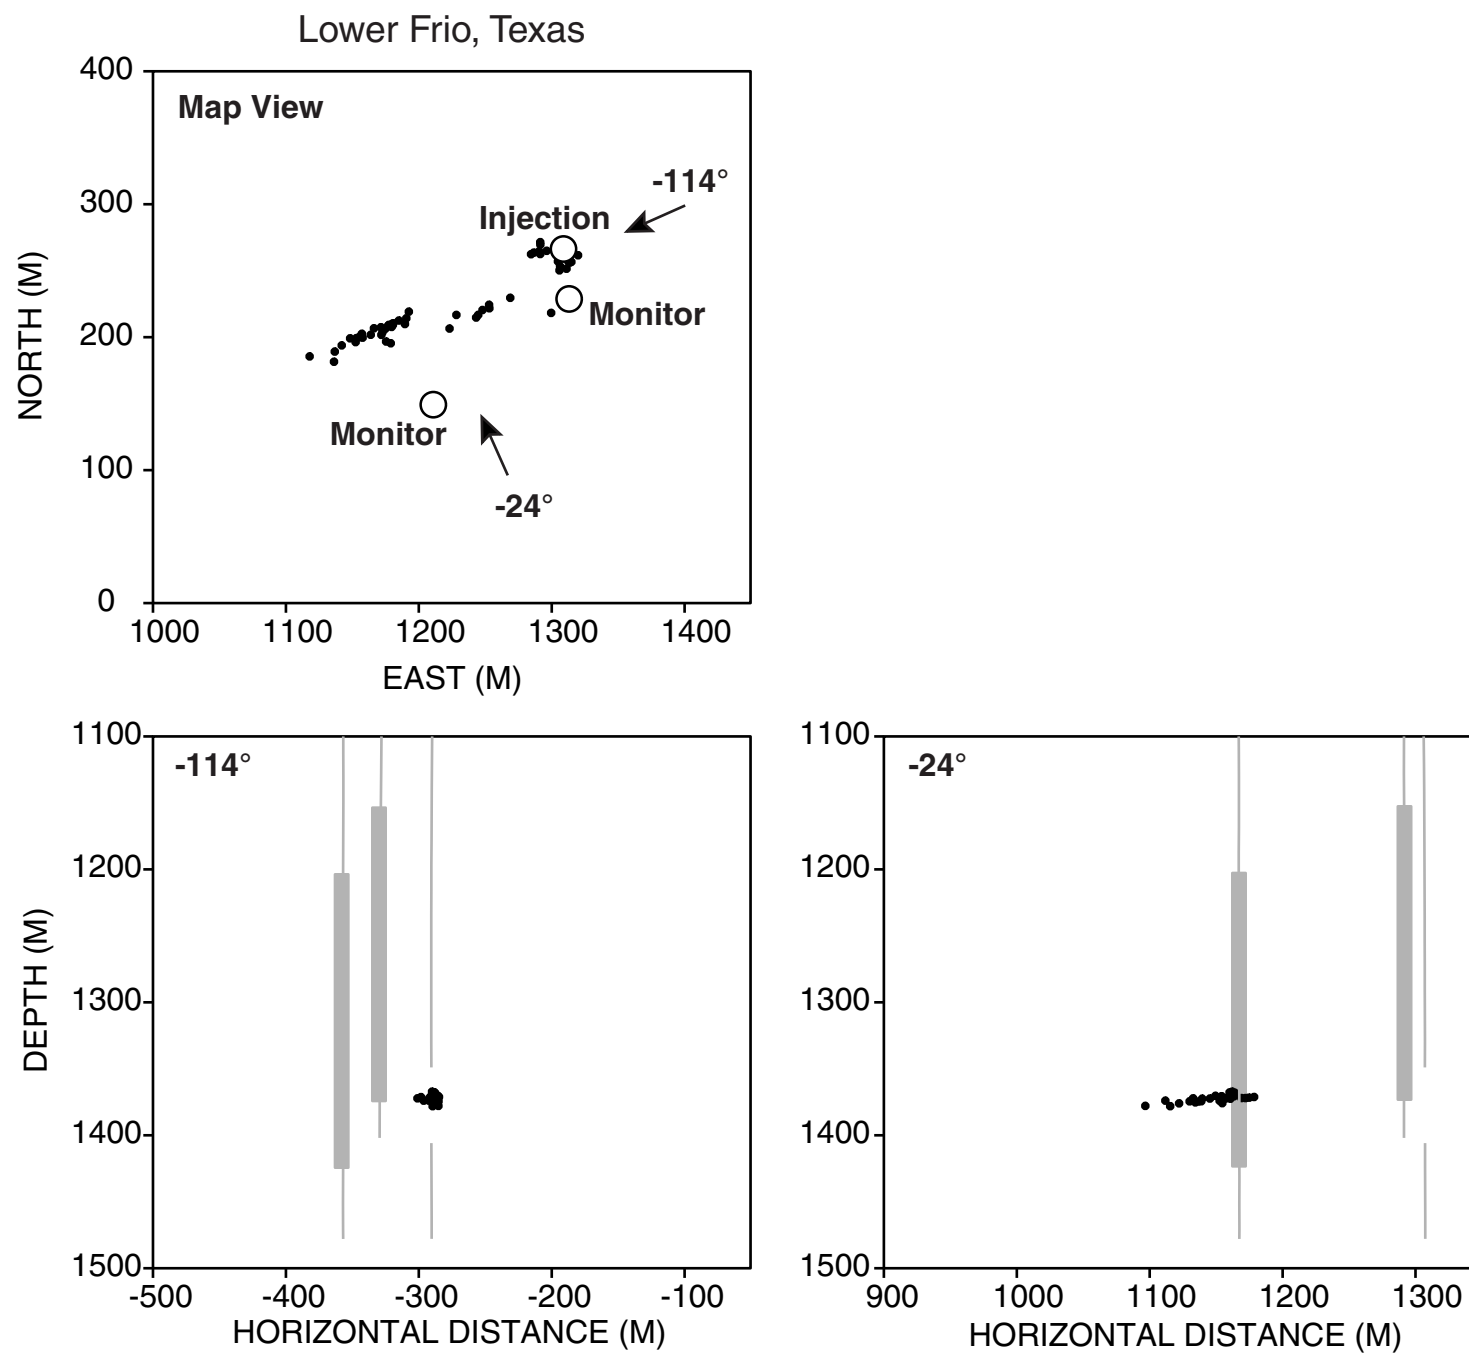 Lower Frio, Texas
400
Map View
-114°
300
Injection
NORTH (M)
Monitor
200
Monitor
100
-24°
0
1000 1100 1200 1300 1400
EAST (M)
1100
-114°
1200
DEPTH (M)
1300
1400
1500
-500 -400 -300 -200 -100
HORIZONTAL DISTANCE (M)
1100
-24°
1200
1300
1400
1500
900 1000 1100 1200 1300
HORIZONTAL DISTANCE (M)